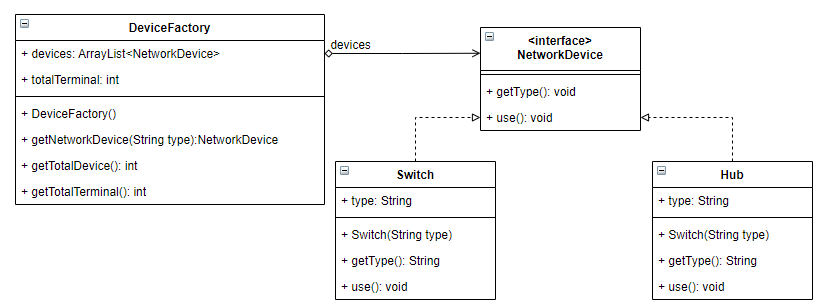 DeviceFactory
+ devices: ArrayList<NetworkDevice>
+ totalTerminal: int
+ DeviceFactory()
+ getNetworkDevice(String type):NetworkDevice
+ getTotalDevice(): int
+ getTotalTerminal(): int
devices
<interface>
NetworkDevice
+ getType(): void
+ use(): void
Switch
+ type: String
+ Switch(String type)
+ getType(): String
+ use(): void
Hub
+ type: String
+ Switch(String type)
+ getType(): String
+ use(): void